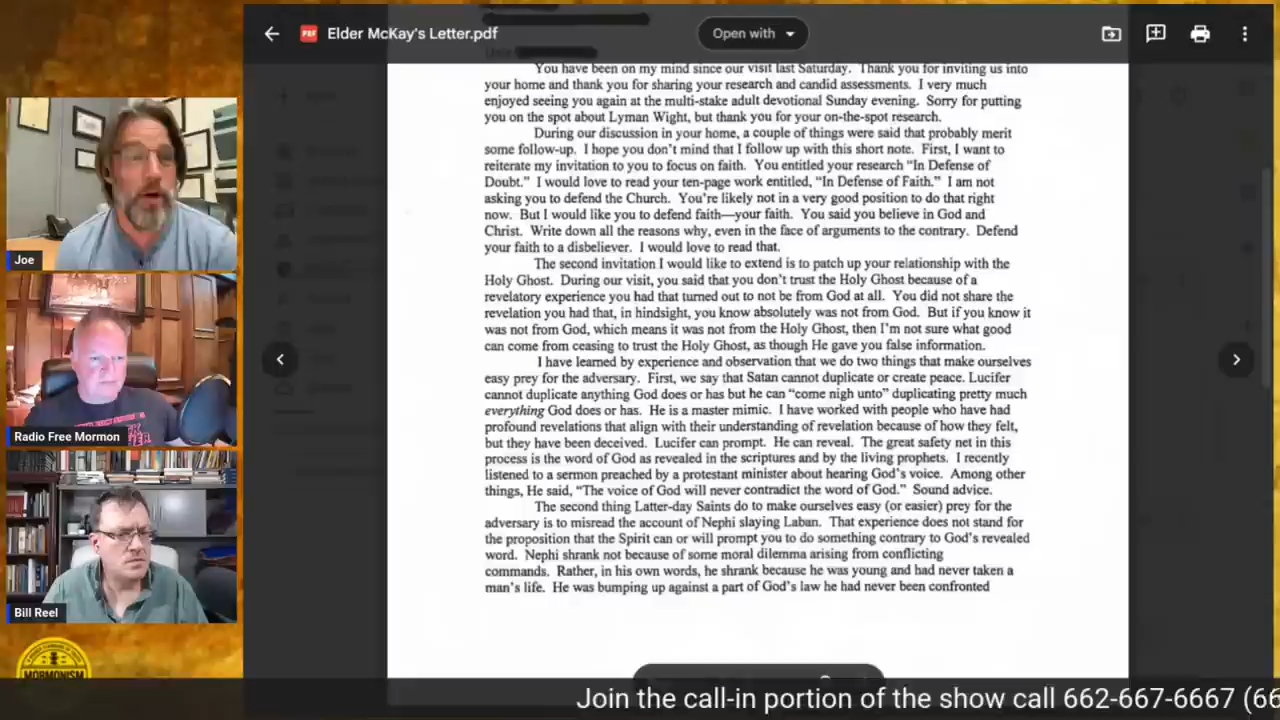 Elder McKay's Letter.pdf
Open with
You have been on my mind since our visit last Saturday. Thank you for inviting us into
your home and thank you for sharing your research and candid assessments. I very much
enjoyed seeing you again at the multi-stake adult devotional Sunday evening. Sorry for putting
you on the spot about Lyman Wight, but thank you for your on-the-spot research.
During our discussion in your home, a couple of things were said that probably merit
some follow-up. I hope you don't mind that I follow up with this short note. First, I want to
reiterate my invitation to you to focus on faith. You entitled your research “In Defense of
Doubt.” I would love to read your ten-page work entitled, “In Defense of Faith.” I am not
asking you to defend the Church. You're likely not in a very good position to do that right
now. But I would like you to defend faith—your faith. You said you believe in God and
Christ. Write down all the reasons why, even in the face of arguments to the contrary. Defend
your faith to a disbeliever. I would love to read that.
The second invitation I would like to extend is to patch up your relationship with the
Holy Ghost. During our visit, you said that you don't trust the Holy Ghost because of a
revelatory experience you had that turned out to not be from God at all. You did not share the
revelation you had that, in hindsight, you know absolutely was not from God. But if you know it
was not from God, which means it was not from the Holy Ghost, then I'm not sure what good
can come from ceasing to trust the Holy Ghost, as though He gave you false information.
I have learned by experience and observation that we do two things that make ourselves
easy prey for the adversary. First, we say that Satan cannot duplicate or create peace. Lucifer
cannot duplicate anything God does or has but he can “come nigh unto” duplicating pretty much
everything God does or has. He is a master mimic. I have worked with people who have had
profound revelations that align with their understanding of revelation because of how they felt,
but they have been deceived. Lucifer can prompt. He can reveal. The great safety net in this
process is the word of God as revealed in the scriptures and by the living prophets. I recently
listened to a sermon preached by a protestant minister about hearing God's voice. Among other
things, He said, “The voice of God will never contradict the word of God.” Sound advice.
The second thing Latter-day Saints do to make ourselves easy (or easier) prey for the
adversary is to misread the account of Nephi slaying Laban. That experience does not stand for
the proposition that the Spirit can or will prompt you to do something contrary to God's revealed
word. Nephi shrank not because of some moral dilemma arising from conflicting
commands. Rather, in his own words, he shrank because he was young and had never taken a
man's life. He was bumping up against a part of God's law he had never been confronted
Joe
Radio Free Mormon
Bill Reel
MORMONISM
Join the call-in portion of the show call 662-667-6667 (66